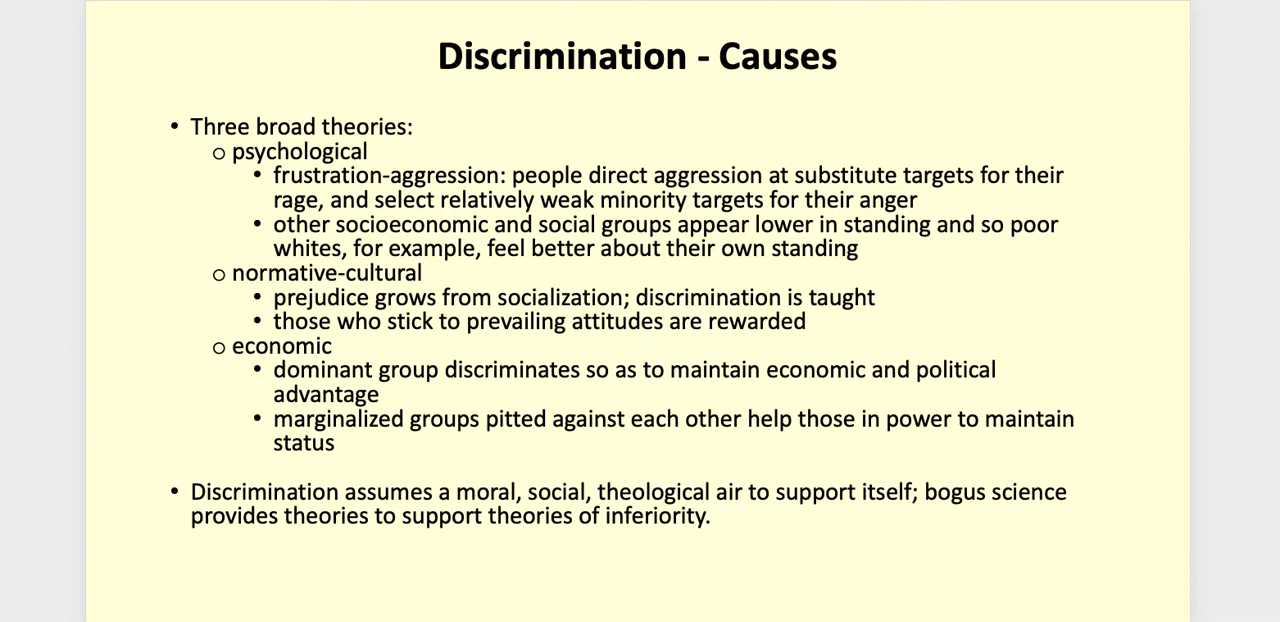 Discrimination - Causes
• Three broad theories:
o psychological
• frustration-aggression: people direct aggression at substitute targets for their
rage, and select relatively weak minority targets for their anger
• other socioeconomic and social groups appear lower in standing and so poor
whites, for example, feel better about their own standing
o normative-cultural
• prejudice grows from socialization; discrimination is taught
• those who stick to prevailing attitudes are rewarded
o economic
• dominant group discriminates so as to maintain economic and political
advantage
• marginalized groups pitted against each other help those in power to maintain
status
• Discrimination assumes a moral, social, theological air to support itself; bogus science
provides theories to support theories of inferiority.